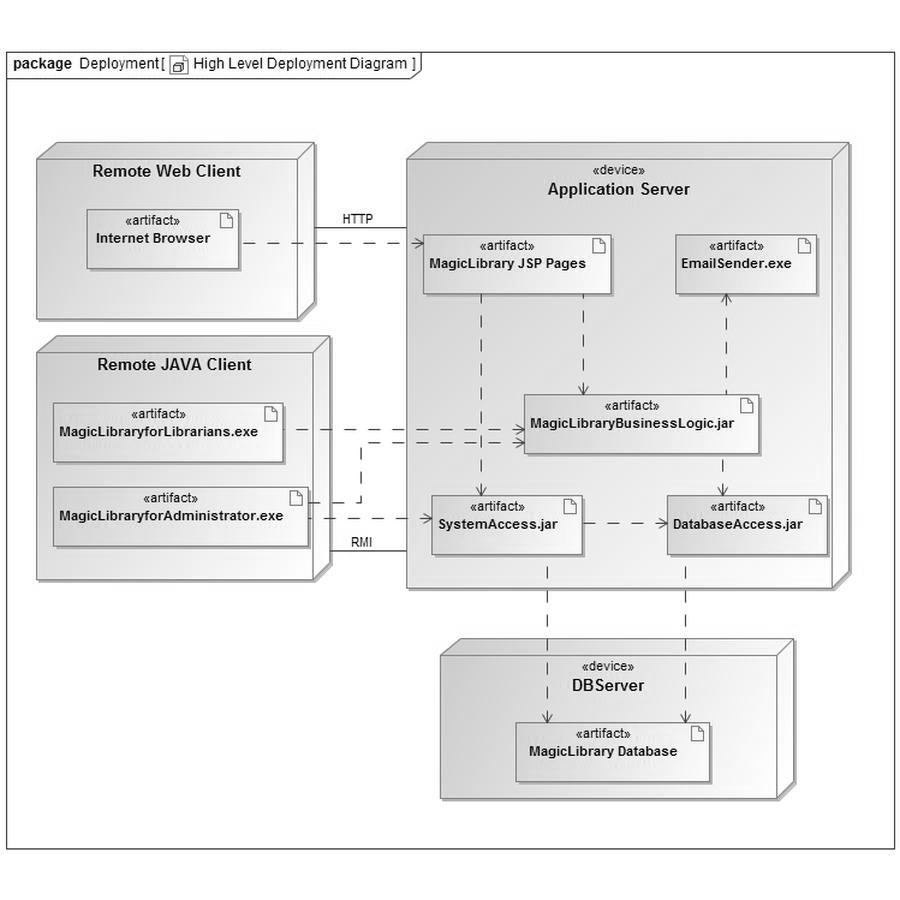 package Deployment[ High Level Deployment Diagram ]
Remote Web Client
«artifact»
Internet Browser
HTTP
«device»
Application Server
«artifact»
MagicLibrary JSP Pages
«artifact»
EmailSender.exe
Remote JAVA Client
«artifact»
MagicLibraryforLibrarians.exe
«artifact»
MagicLibraryBusinessLogic.jar
«artifact»
MagicLibraryforAdministrator.exe
«artifact»
SystemAccess.jar
«artifact»
DatabaseAccess.jar
RMI
«device»
DBServer
«artifact»
MagicLibrary Database